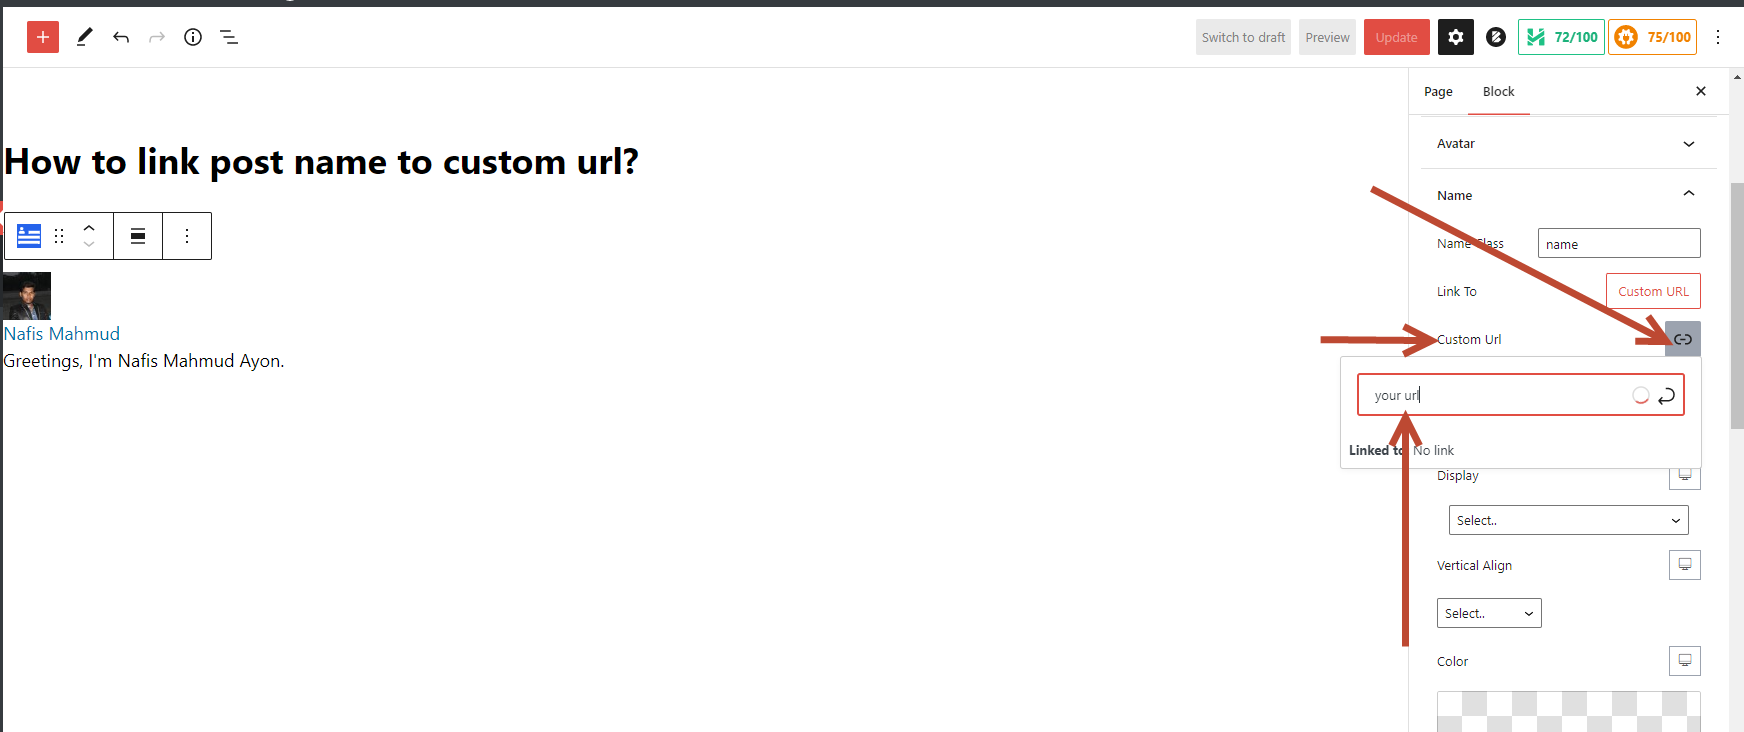 Switch to draft
Preview
Update
72/100
75/100
Page
Block
Avatar
How to link post name to custom url?
Name
Name Class
name
Link To
Custom URL
Nafis Mahmud
Custom Url
Greetings, I'm Nafis Mahmud Ayon.
your url
Linked to No link
Display
Select..
Vertical Align
Select..
Color